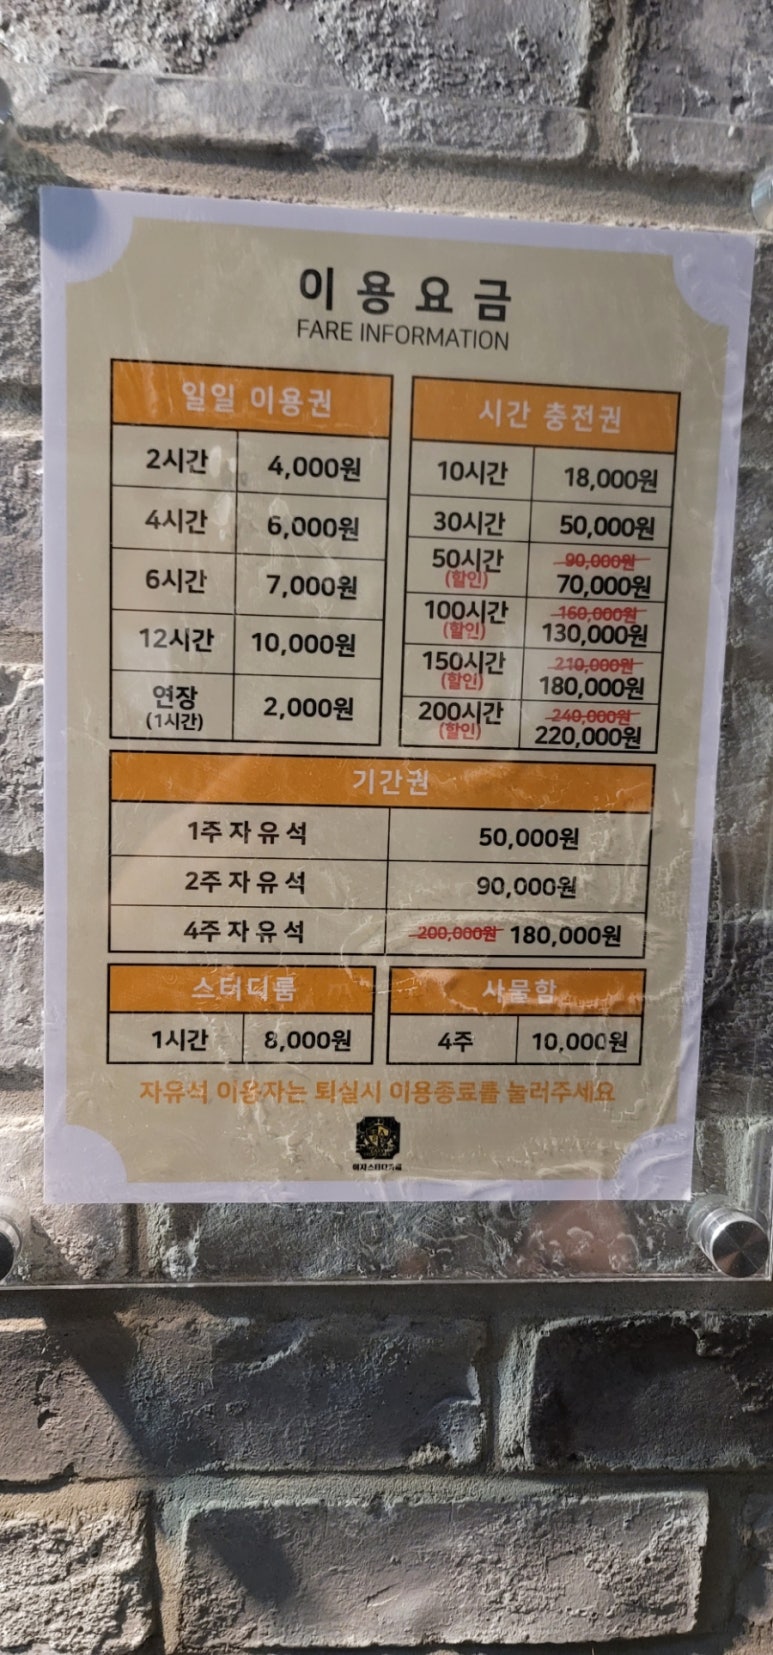 이용요금
FARE INFORMATION
일일 이용권
2시간 4,000원
4시간 6,000원
6시간 7,000원
12시간 10,000원
연장 2,000원
(1시간)
시간 충전권
10시간 18,000원
30시간 50,000원
50시간 90,000원
(할인) 70,000원
100시간 160,000원
(할인) 130,000원
150시간 210,000원
(할인) 180,000원
200시간 240,000원
(할인) 220,000원
기간권
1주 자유석 50,000원
2주 자유석 90,000원
4주 자유석 200,000원 180,000원
스터디룸
1시간 8,000원
사물함
4주 10,000원
자유석 이용자는 퇴실시 이용종료를 눌러주세요